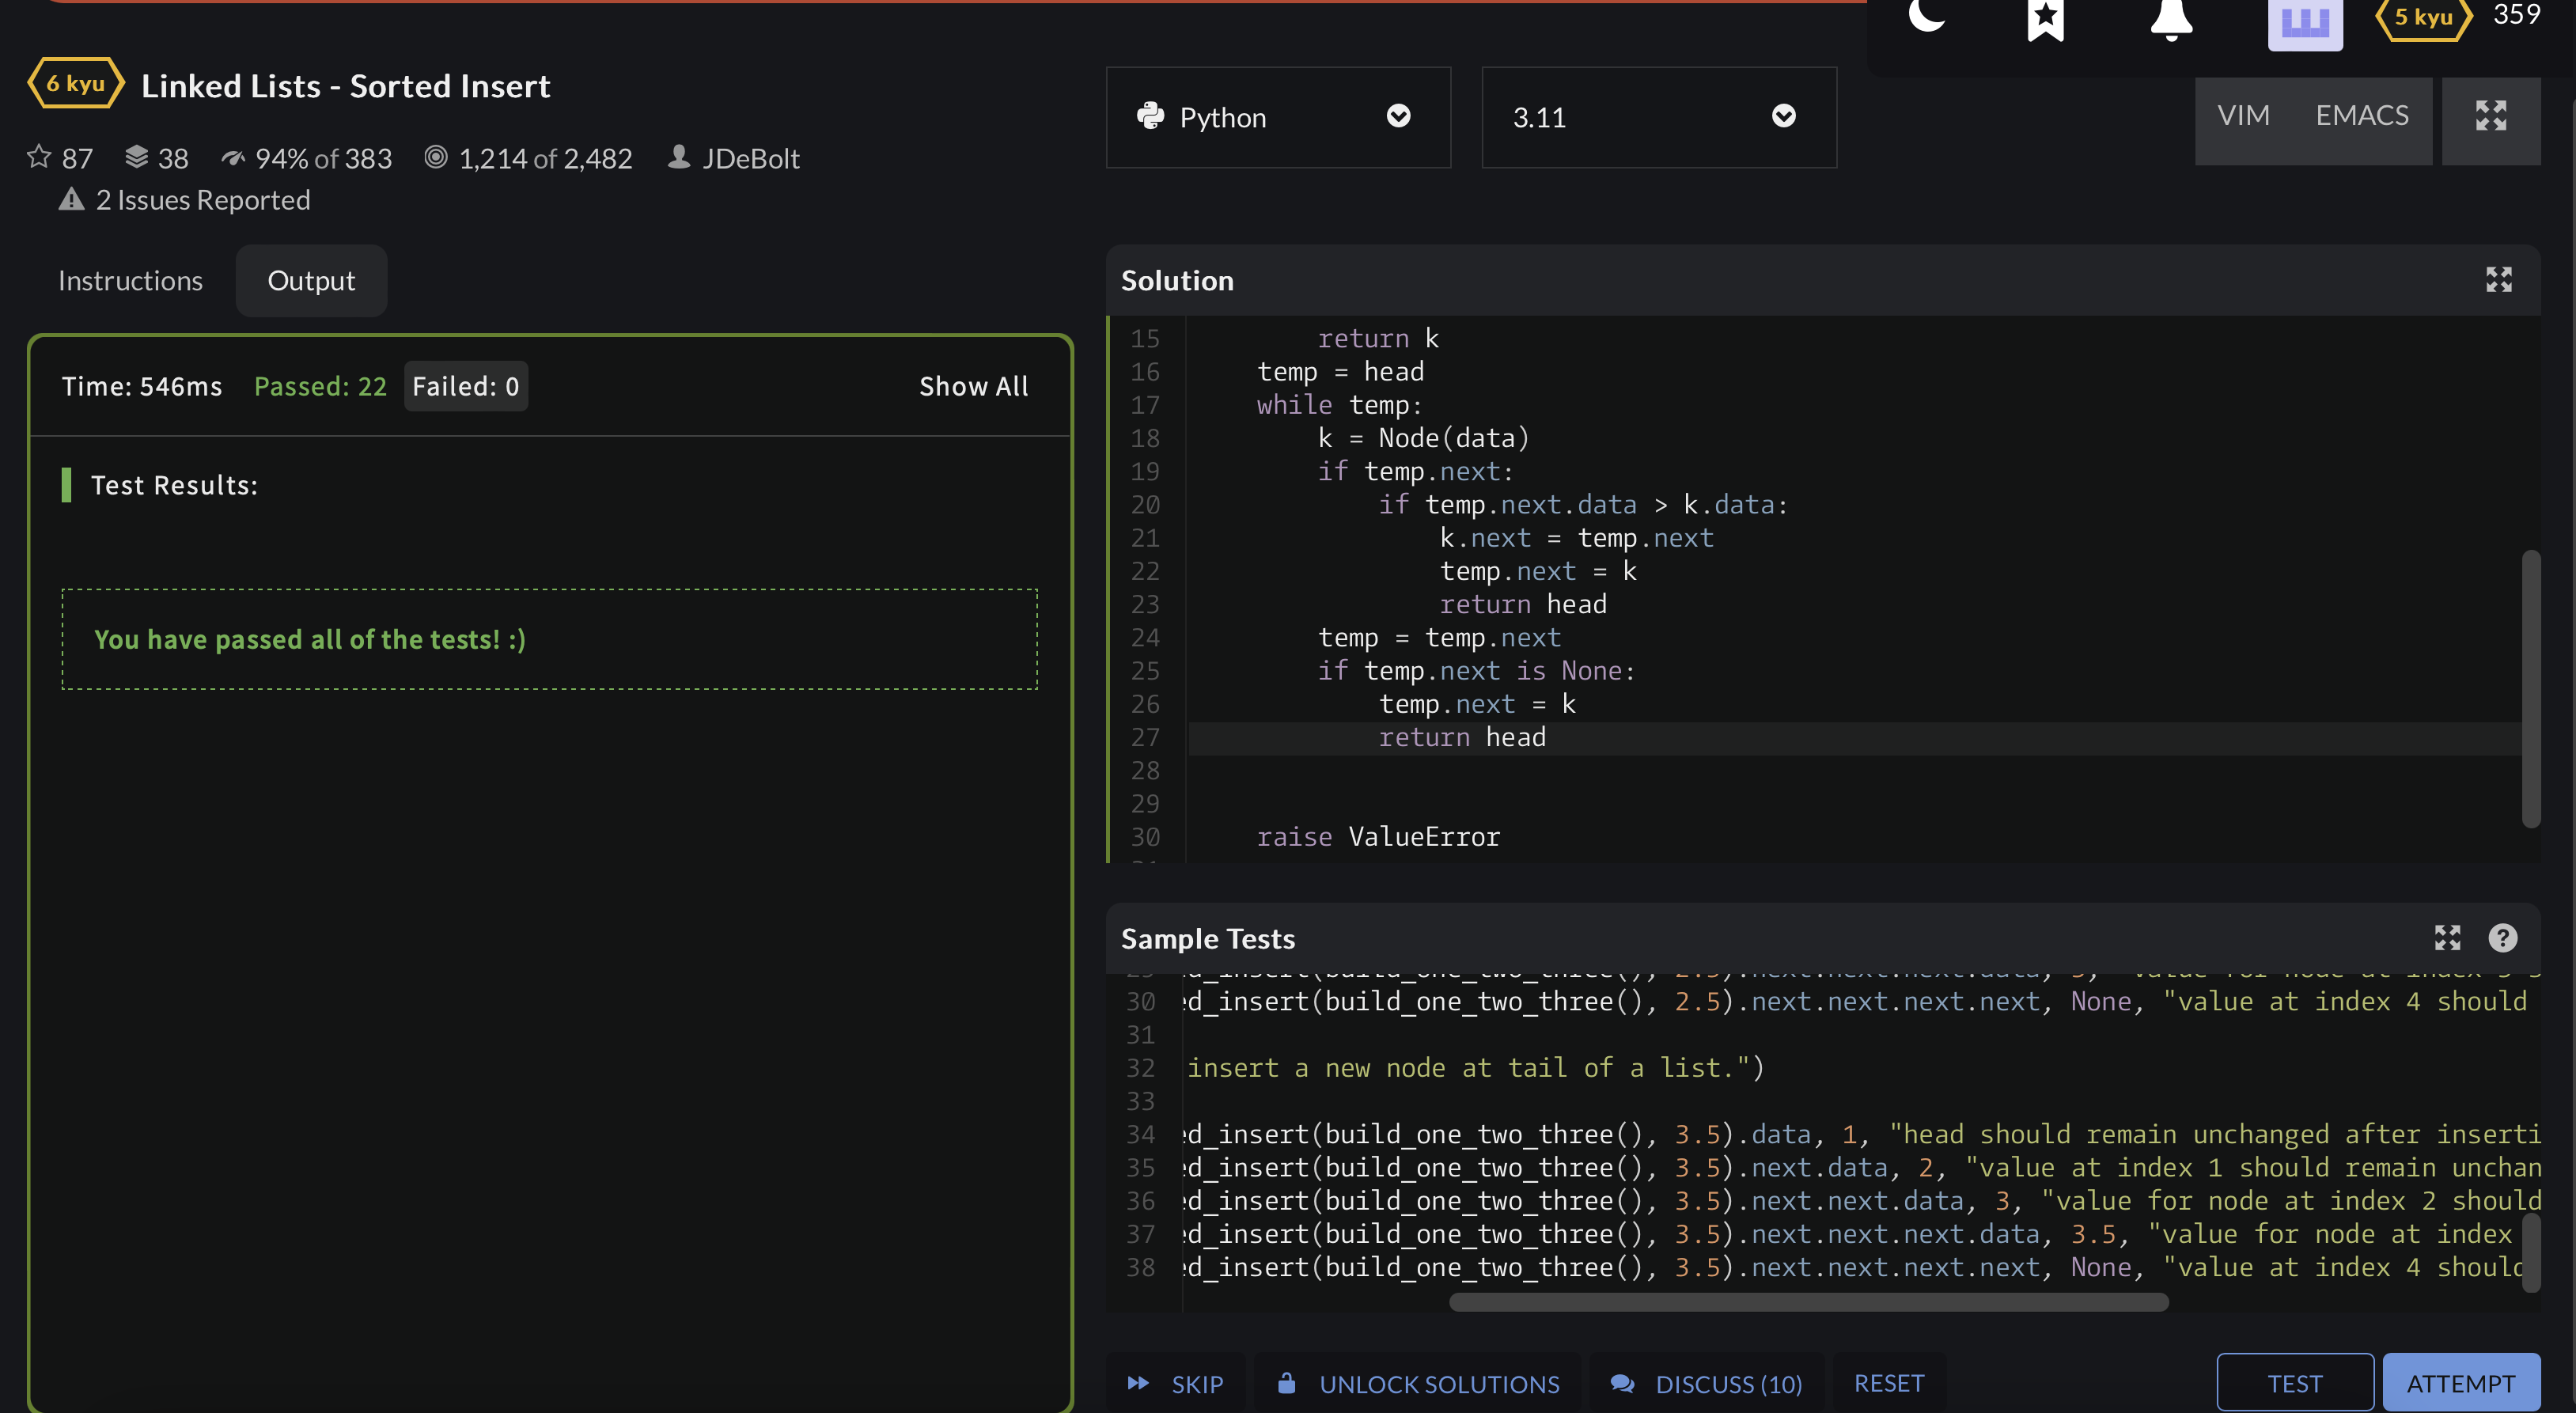 5 kyu 359
6 kyu Linked Lists - Sorted Insert
87 38 94% of 383 1,214 of 2,482 JDeBolt
2 Issues Reported
Instructions Output
Time: 546ms Passed: 22 Failed: 0 Show All
Test Results:
You have passed all of the tests! :)
Python 3.11 VIM EMACS
Solution
15 return k
16 temp = head
17 while temp:
18 k = Node(data)
19 if temp.next:
20 if temp.next.data > k.data:
21 k.next = temp.next
22 temp.next = k
23 return head
24 temp = temp.next
25 if temp.next is None:
26 temp.next = k
27 return head
28
29
30 raise ValueError
Sample Tests
30 ed_insert(build_one_two_three(), 2.5).next.next.next.next, None, "value at index 4 should
31
32 insert a new node at tail of a list.")
33
34 ed_insert(build_one_two_three(), 3.5).data, 1, "head should remain unchanged after inserti
35 ed_insert(build_one_two_three(), 3.5).next.data, 2, "value at index 1 should remain unchan
36 ed_insert(build_one_two_three(), 3.5).next.next.data, 3, "value for node at index 2 should
37 ed_insert(build_one_two_three(), 3.5).next.next.next.data, 3.5, "value for node at index
38 ed_insert(build_one_two_three(), 3.5).next.next.next.next, None, "value at index 4 should
SKIP UNLOCK SOLUTIONS DISCUSS (10) RESET TEST ATTEMPT